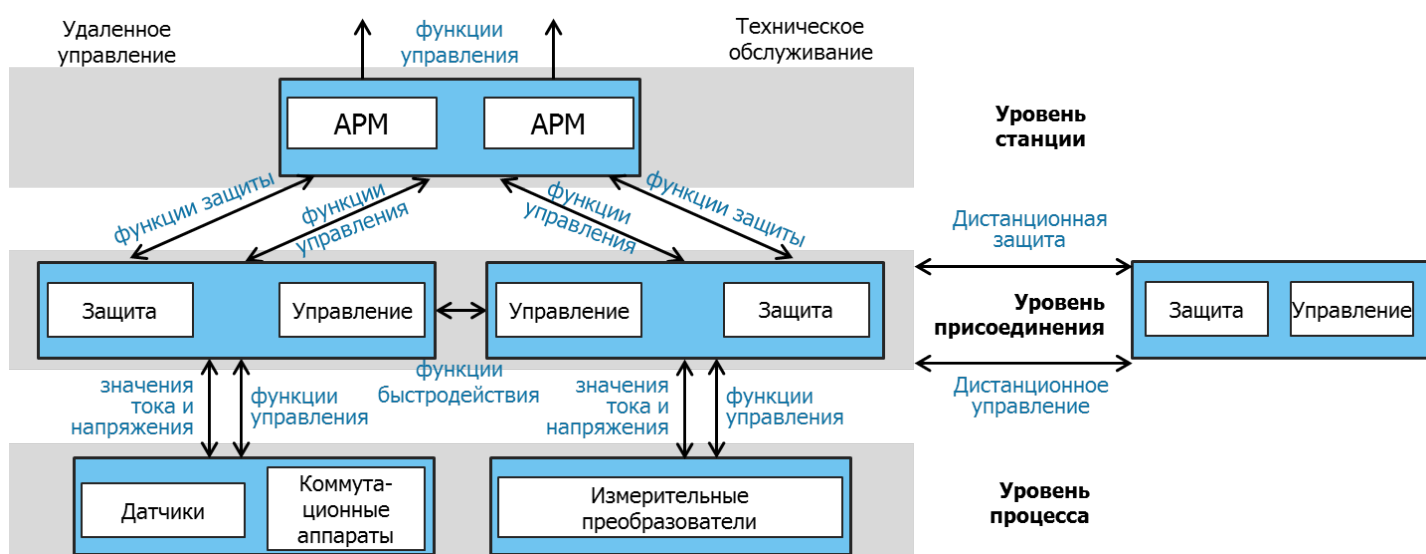 Удаленное
управление
функции
управления
Техническое
обслуживание
АРМ
АРМ
Уровень
станции
функции защиты
функции
управления
функции
управления
функции защиты
Дистанционная
защита
Защита
Управление
Управление
Защита
Уровень
присоединения
Защита
Управление
значения
тока и
напряжения
функции
управления
функции
быстродействия
значения
тока и
напряжения
функции
управления
Дистанционное
управление
Датчики
Коммута-
ционные
аппараты
Измерительные
преобразователи
Уровень
процесса